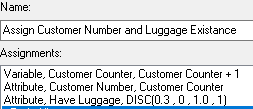 Name:
Assign Customer Number and Luggage Existance
Assignments:
Variable, Customer Counter, Customer Counter + 1
Attribute, Customer Number, Customer Counter
Attribute, Have Luggage, DISC(0.3 , 0 , 1.0 , 1)